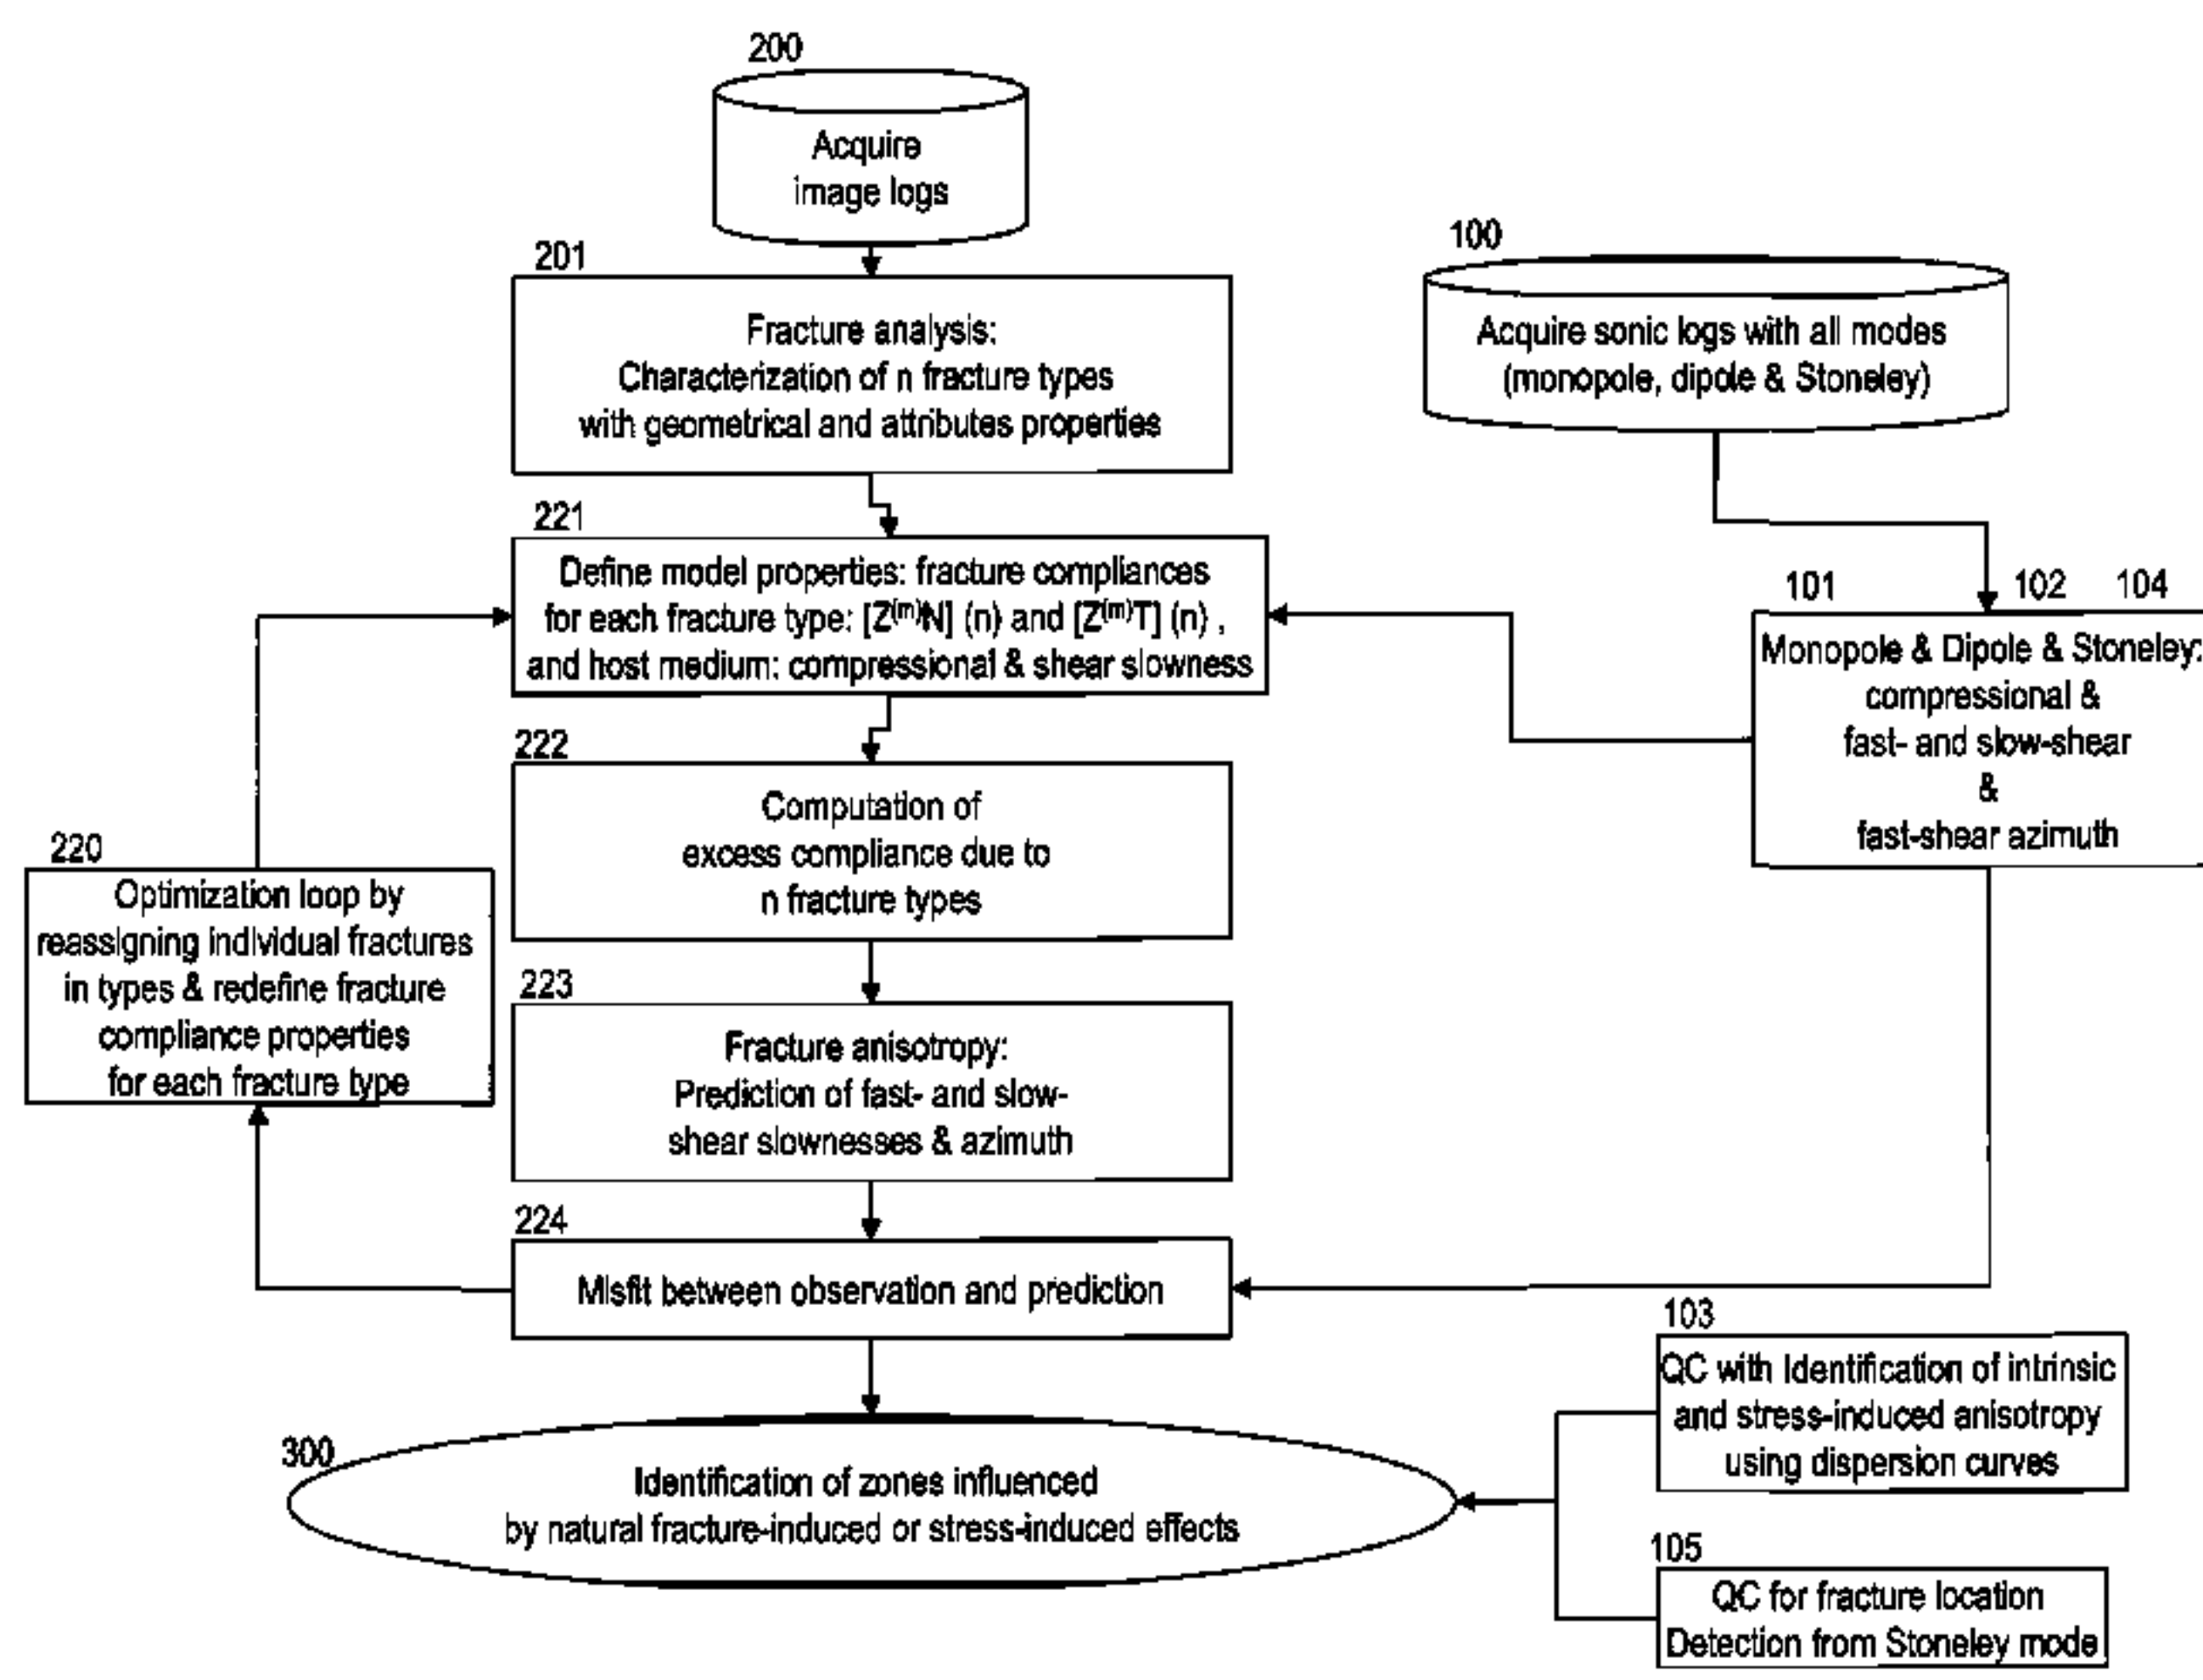 200
Acquire
image logs
201
Fracture analysis:
Characterization of n fracture types
with geometrical and attributes properties
100
Acquire sonic logs with all modes
(monopole, dipole & Stoneley)
221
Define model properties: fracture compliances
for each fracture type: [Z(m)N] (n) and [Z(m)T] (n) ,
and host medium: compressional & shear slowness
101 102 104
Monopole & Dipole & Stoneley:
compressional &
fast- and slow-shear
&
fast-shear azimuth
222
Computation of
excess compliance due to
n fracture types
220
Optimization loop by
reassigning individual fractures
in types & redefine fracture
compliance properties
for each fracture type
223
Fracture anisotropy:
Prediction of fast- and slow-
shear slownesses & azimuth
224
Misfit between observation and prediction
103
QC with Identification of intrinsic
and stress-induced anisotropy
using dispersion curves
300
Identification of zones influenced
by natural fracture-induced or stress-induced effects
105
QC for fracture location
Detection from Stoneley mode